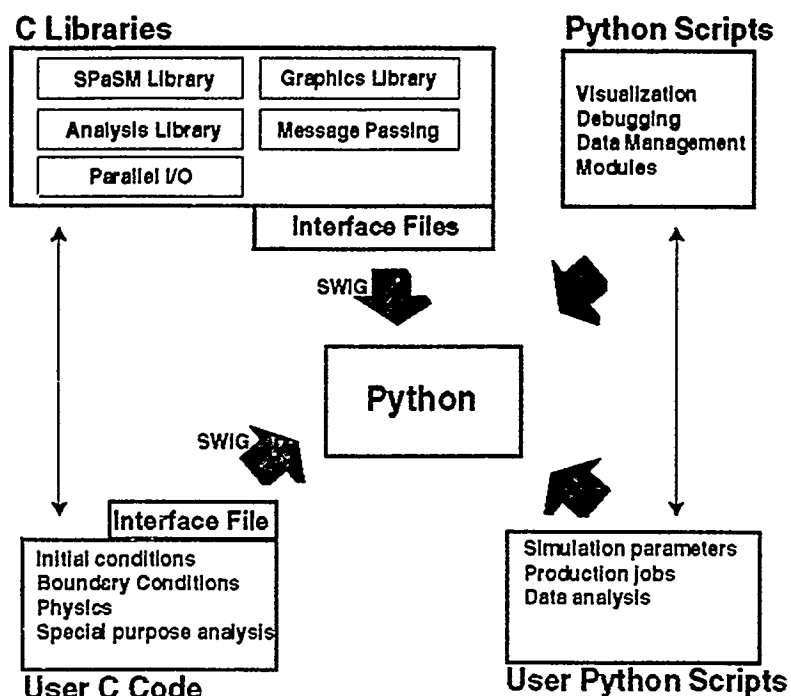 C Libraries
SPaSM Library
Graphics Library
Analysis Library
Message Passing
Parallel I/O
Interface Files
Python Scripts
Visualization
Debugging
Data Management
Modules
SWIG
Python
SWIG
Interface File
Initial conditions
Boundary Conditions
Physics
Special purpose analysis
User C Code
Simulation parameters
Production jobs
Data analysis
User Python Scripts